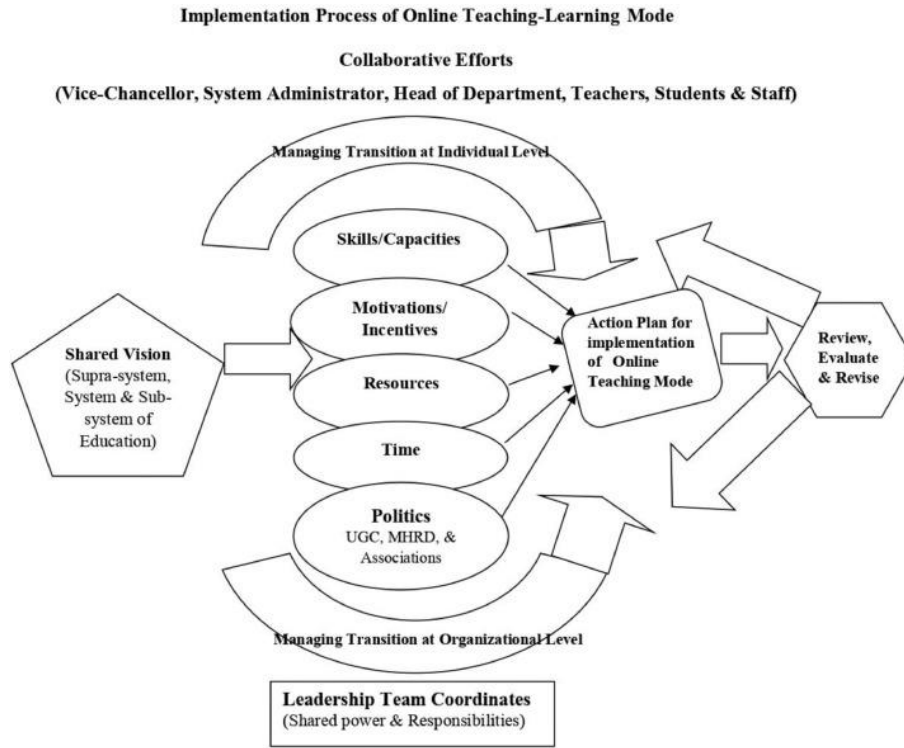 Implementation Process of Online Teaching-Learning Mode
Collaborative Efforts
(Vice-Chancellor, System Administrator, Head of Department, Teachers, Students & Staff)
Managing Transition at Individual Level
Skills/Capacities
Motivations/
Incentives
Resources
Time
Politics
UGC, MHRD, &
Associations
Shared Vision
(Supra-system,
System & Sub-
system of
Education)
Action Plan for
implementation
of Online
Teaching Mode
Review,
Evaluate
& Revise
Managing Transition at Organizational Level
Leadership Team Coordinates
(Shared power & Responsibilities)